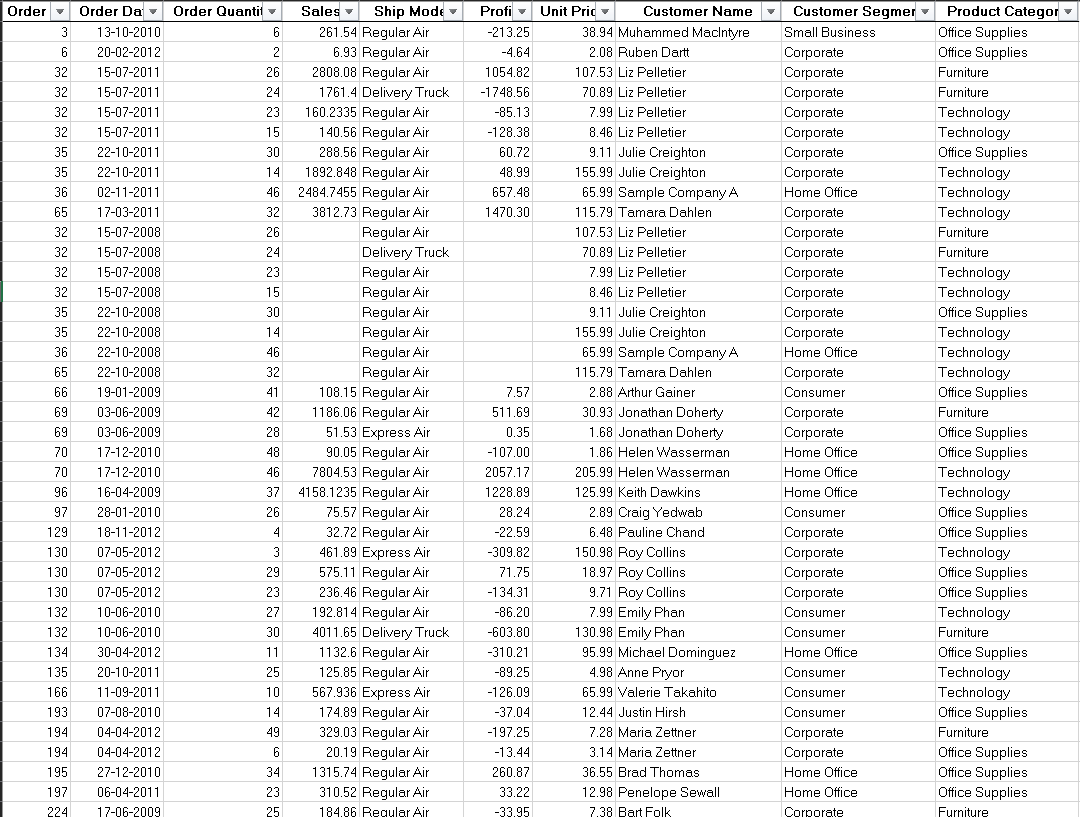 Order Order Da Order Quantit Sales Ship Mode Profi Unit Pric Customer Name Customer Segmer Product Categor
3 13-10-2010 6 261.54 Regular Air -213.25 38.94 Muhammed MacIntyre Small Business Office Supplies
6 20-02-2012 2 6.93 Regular Air -4.64 2.08 Ruben Dartt Corporate Office Supplies
32 15-07-2011 26 2808.08 Regular Air 1054.82 107.53 Liz Pelletier Corporate Furniture
32 15-07-2011 24 1761.4 Delivery Truck -1748.56 70.89 Liz Pelletier Corporate Furniture
32 15-07-2011 23 160.2335 Regular Air -85.13 7.99 Liz Pelletier Corporate Technology
32 15-07-2011 15 140.56 Regular Air -128.38 8.46 Liz Pelletier Corporate Technology
35 22-10-2011 30 288.56 Regular Air 60.72 9.11 Julie Creighton Corporate Office Supplies
35 22-10-2011 14 1892.848 Regular Air 48.99 155.99 Julie Creighton Corporate Technology
36 02-11-2011 46 2484.7455 Regular Air 657.48 65.99 Sample Company A Home Office Technology
65 17-03-2011 32 3812.73 Regular Air 1470.30 115.79 Tamara Dahlen Corporate Technology
32 15-07-2008 26 Regular Air 107.53 Liz Pelletier Corporate Furniture
32 15-07-2008 24 Delivery Truck 70.89 Liz Pelletier Corporate Furniture
32 15-07-2008 23 Regular Air 7.99 Liz Pelletier Corporate Technology
32 15-07-2008 15 Regular Air 8.46 Liz Pelletier Corporate Technology
35 22-10-2008 30 Regular Air 9.11 Julie Creighton Corporate Office Supplies
35 22-10-2008 14 Regular Air 155.99 Julie Creighton Corporate Technology
36 22-10-2008 46 Regular Air 65.99 Sample Company A Home Office Technology
65 22-10-2008 32 Regular Air 115.79 Tamara Dahlen Corporate Technology
66 19-01-2009 41 108.15 Regular Air 7.57 2.88 Arthur Gainer Consumer Office Supplies
69 03-06-2009 42 1186.06 Regular Air 511.69 30.93 Jonathan Doherty Corporate Furniture
69 03-06-2009 28 51.53 Express Air 0.35 1.68 Jonathan Doherty Corporate Office Supplies
70 17-12-2010 48 90.05 Regular Air -107.00 1.86 Helen Wasserman Home Office Office Supplies
70 17-12-2010 46 7804.53 Regular Air 2057.17 205.99 Helen Wasserman Home Office Technology
96 16-04-2009 37 4158.1235 Regular Air 1228.89 125.99 Keith Dawkins Home Office Technology
97 28-01-2010 26 75.57 Regular Air 28.24 2.89 Craig Yedwab Consumer Office Supplies
129 18-11-2012 4 32.72 Regular Air -22.59 6.48 Pauline Chand Corporate Office Supplies
130 07-05-2012 3 461.89 Express Air -309.82 150.98 Roy Collins Corporate Technology
130 07-05-2012 29 575.11 Regular Air 71.75 18.97 Roy Collins Corporate Office Supplies
130 07-05-2012 23 236.46 Regular Air -134.31 9.71 Roy Collins Corporate Office Supplies
132 10-06-2010 27 192.814 Regular Air -86.20 7.99 Emily Phan Consumer Technology
132 10-06-2010 30 4011.65 Delivery Truck -603.80 130.98 Emily Phan Consumer Furniture
134 30-04-2012 11 1132.6 Regular Air -310.21 95.99 Michael Dominguez Home Office Office Supplies
135 20-10-2011 25 125.85 Regular Air -89.25 4.98 Anne Pryor Consumer Technology
166 11-09-2011 10 567.936 Express Air -126.09 65.99 Valerie Takahito Consumer Technology
193 07-08-2010 14 174.89 Regular Air -37.04 12.44 Justin Hirsh Consumer Office Supplies
194 04-04-2012 49 329.03 Regular Air -197.25 7.28 Maria Zettner Corporate Furniture
194 04-04-2012 6 20.19 Regular Air -13.44 3.14 Maria Zettner Corporate Office Supplies
195 27-12-2010 34 1315.74 Regular Air 260.87 36.55 Brad Thomas Home Office Office Supplies
197 06-04-2011 23 310.52 Regular Air 33.22 12.98 Penelope Sewall Home Office Office Supplies
224 17-06-2009 25 184.86 Regular Air -33.95 7.38 Bart Folk Corporate Furniture